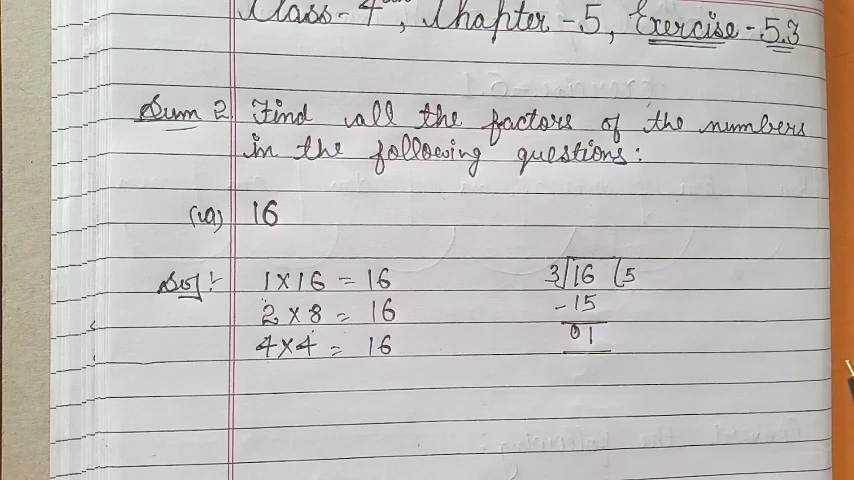 Class-4, Chapter-5, Exercise-5.3
Sum 2 Find all the factors of the numbers
in the following questions:
(a) 16
Sol:-
1×16 = 16
2×8 = 16
4×4 = 16
3)16(5
-15
01